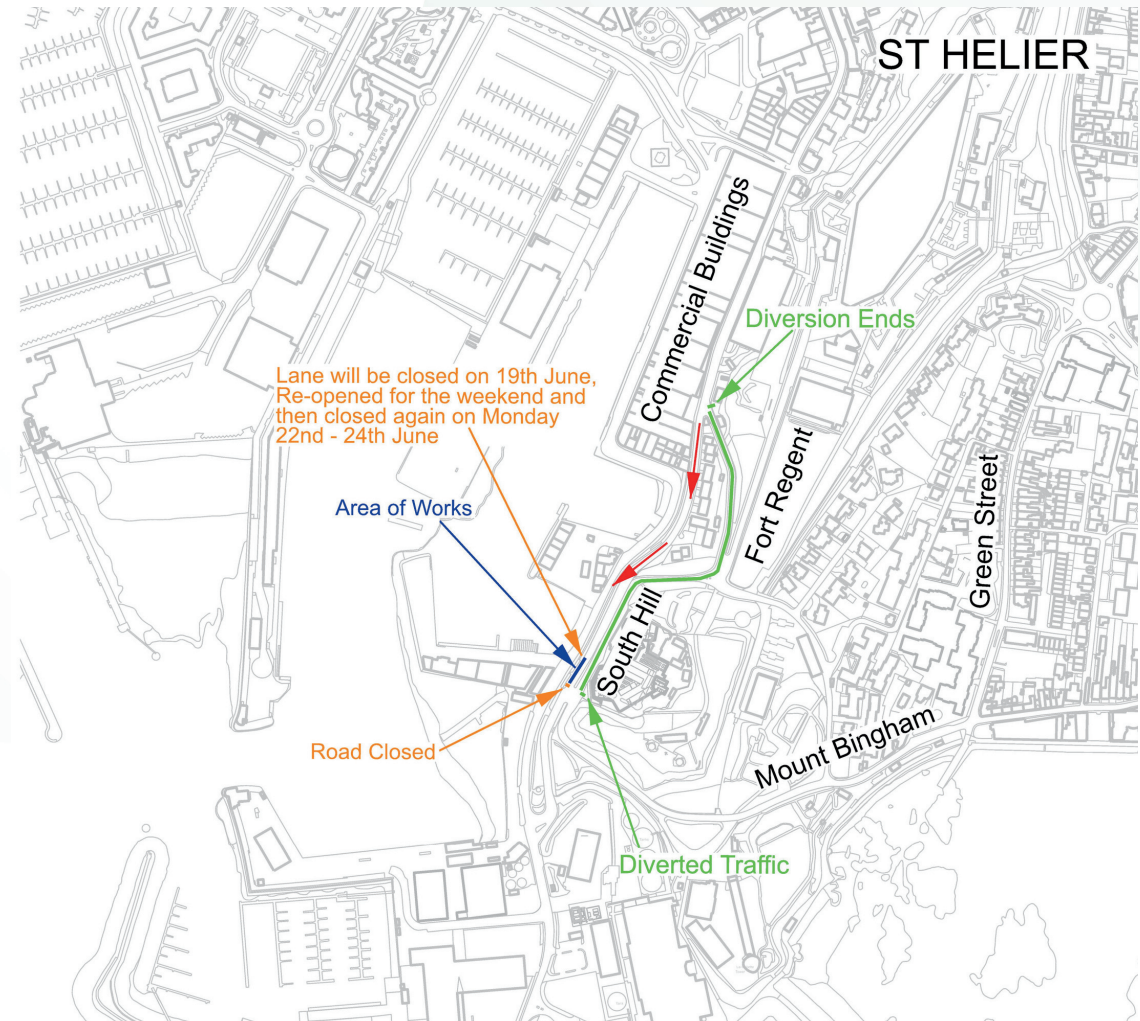 ST HELIER
Commercial Buildings
Diversion Ends
Lane will be closed on 19th June,
Re-opened for the weekend and
then closed again on Monday
22nd - 24th June
Fort Regent
Green Street
Area of Works
South Hill
Road Closed
Mount Bingham
Diverted Traffic